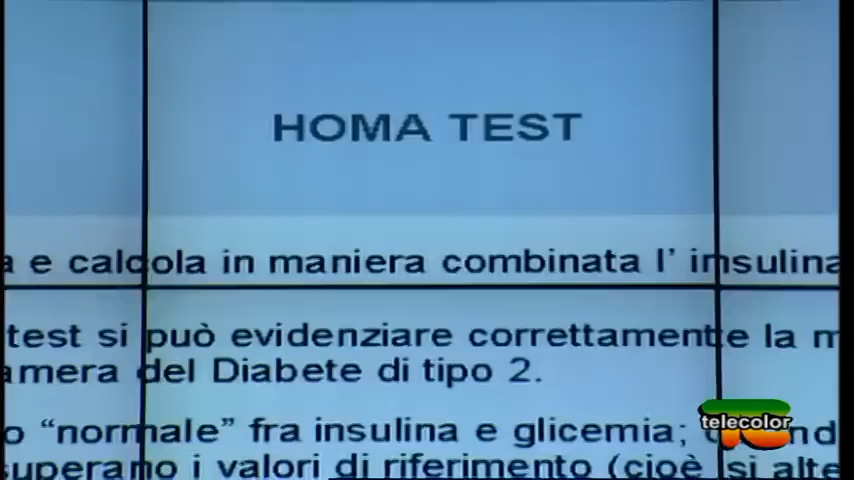 HOMA TEST
a e calcola in maniera combinata l' insulina
test si può evidenziare correttamente la m
amera del Diabete di tipo 2.
o “normale” fra insulina e glicemia;
superano i valori di riferimento (cioè si alte
telecolor